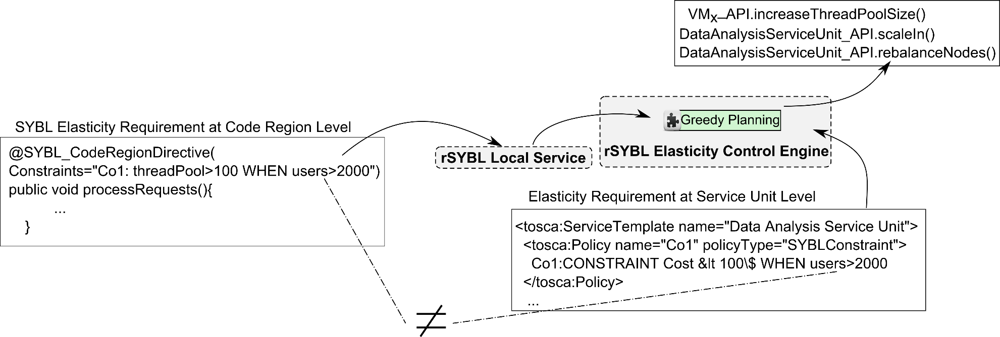 VMx_API.increaseThreadPoolSize()
DataAnalysisServiceUnit_API.scaleIn()
DataAnalysisServiceUnit_API.rebalanceNodes()
SYBL Elasticity Requirement at Code Region Level
@SYBL_CodeRegionDirective(
Constraints="Co1: threadPool>100 WHEN users>2000")
public void processRequests(){
...
}
rSYBL Local Service
Greedy Planning
rSYBL Elasticity Control Engine
Elasticity Requirement at Service Unit Level
<tosca:ServiceTemplate name="Data Analysis Service Unit">
<tosca:Policy name="Co1" policyType="SYBLConstraint">
Co1:CONSTRAINT Cost &lt 100\$ WHEN users>2000
</tosca:Policy>
...
≠